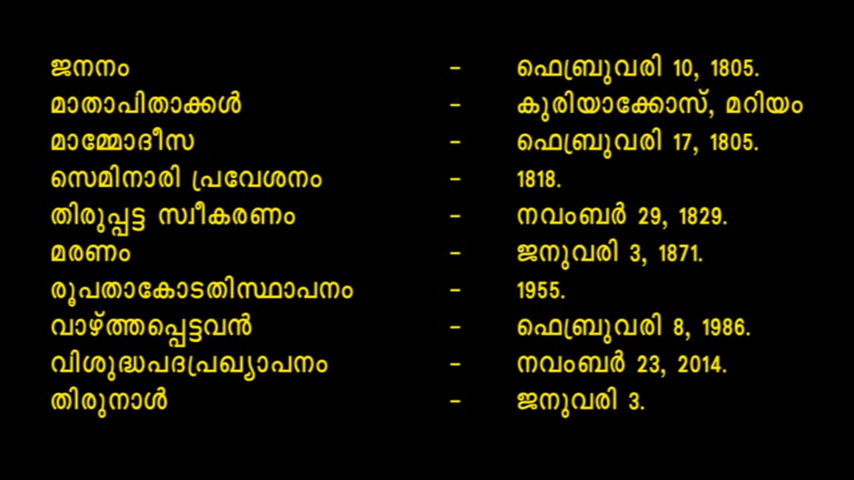 ജനനം - ഫെബ്രുവരി 10, 1805.
മാതാപിതാക്കൾ - കുരിയാക്കോസ്, മറിയം
മാമ്മോദീസ - ഫെബ്രുവരി 17, 1805.
സെമിനാരി പ്രവേശനം - 1818.
തിരുപ്പട്ട സ്വീകരണം - നവംബർ 29, 1829.
മരണം - ജനുവരി 3, 1871.
രൂപതാകോടതിസ്ഥാപനം - 1955.
വാഴ്ത്തപ്പെട്ടവൻ - ഫെബ്രുവരി 8, 1986.
വിശുദ്ധപദപ്രഖ്യാപനം - നവംബർ 23, 2014.
തിരുനാൾ - ജനുവരി 3.